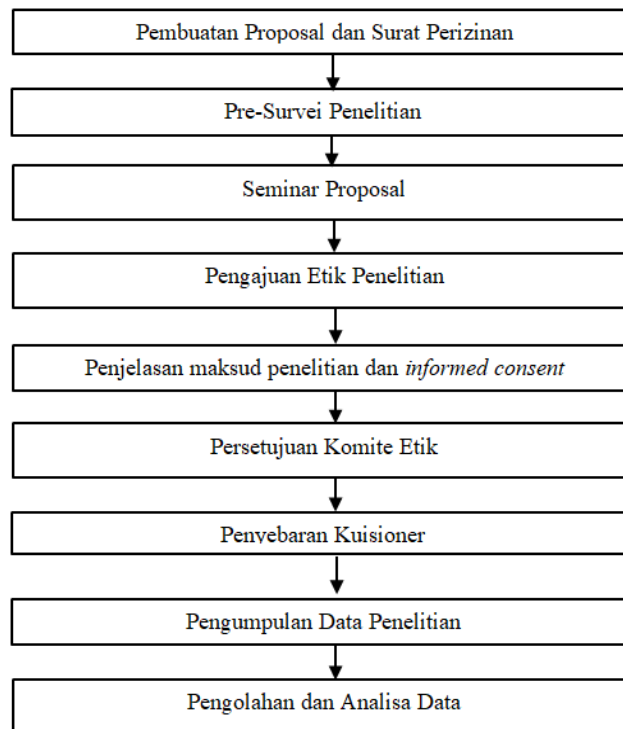 Pembuatan Proposal dan Surat Perizinan
Pre-Survei Penelitian
Seminar Proposal
Pengajuan Etik Penelitian
Penjelasan maksud penelitian dan informed consent
Persetujuan Komite Etik
Penyebaran Kuisioner
Pengumpulan Data Penelitian
Pengolahan dan Analisa Data